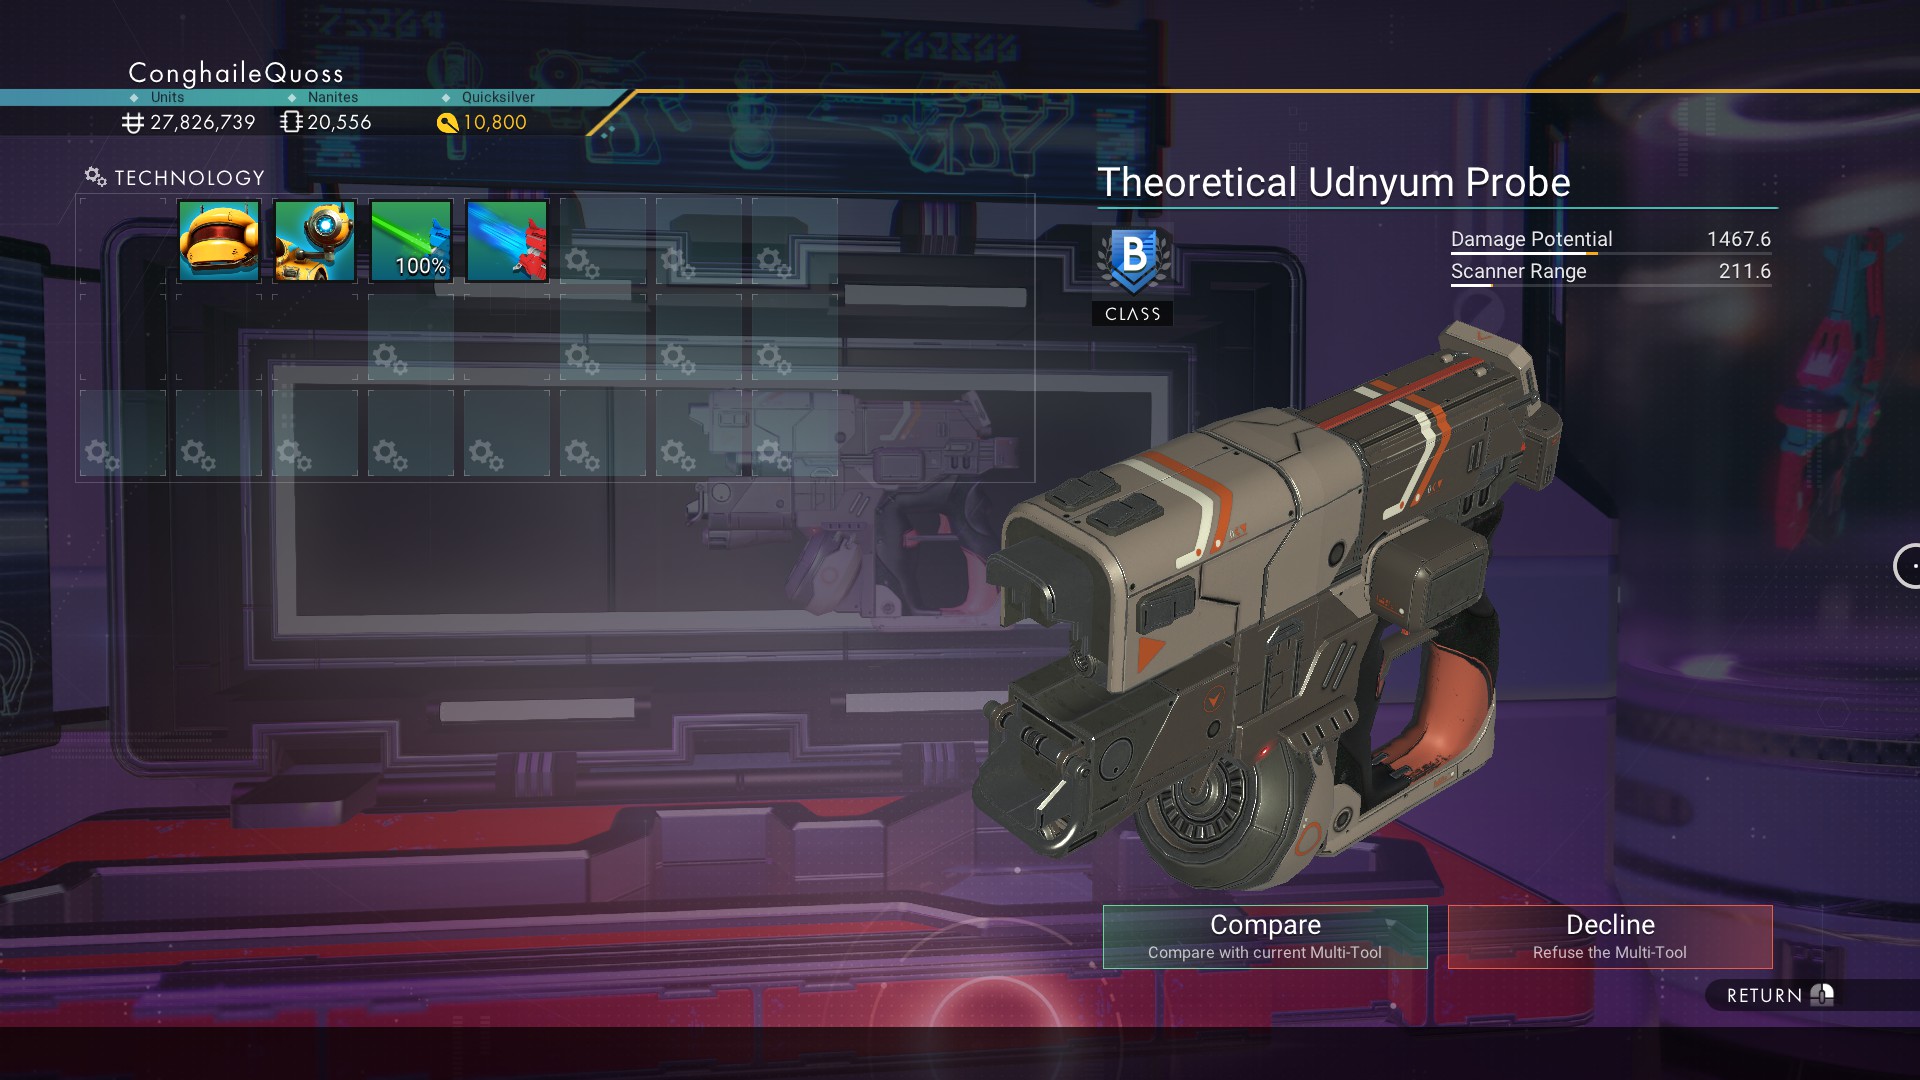 ConghaileQuoss
Units Nanites Quicksilver
27,826,739 20,556 10,800
TECHNOLOGY
100%
Theoretical Udnyum Probe
B
CLASS
Damage Potential 1467.6
Scanner Range 211.6
Compare
Compare with current Multi-Tool
Decline
Refuse the Multi-Tool
RETURN